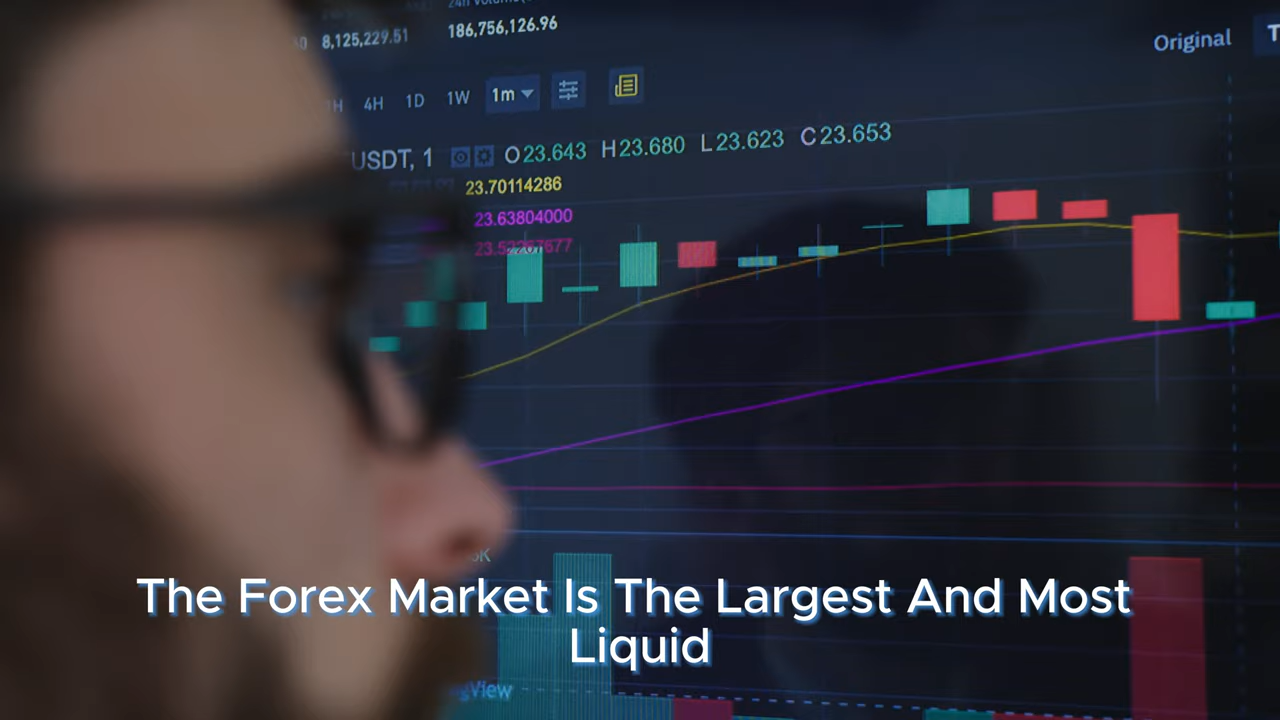 8,125,229.51
186,756,126.96
Original
4H 1D 1W 1m
USDT, 1 O23.643 H23.680 L23.623 C23.653
23.70114286
23.63804000
The Forex Market Is The Largest And Most
Liquid